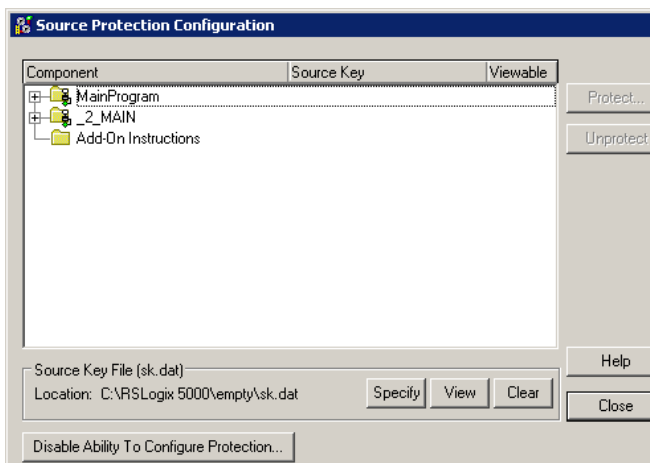 Source Protection Configuration
Component Source Key Viewable
MainProgram
_2_MAIN
Add-On Instructions
Protect...
Unprotect
Source Key File (sk.dat)
Location: C:\RSLogix 5000\empty\sk.dat
Specify View Clear
Help
Close
Disable Ability To Configure Protection...